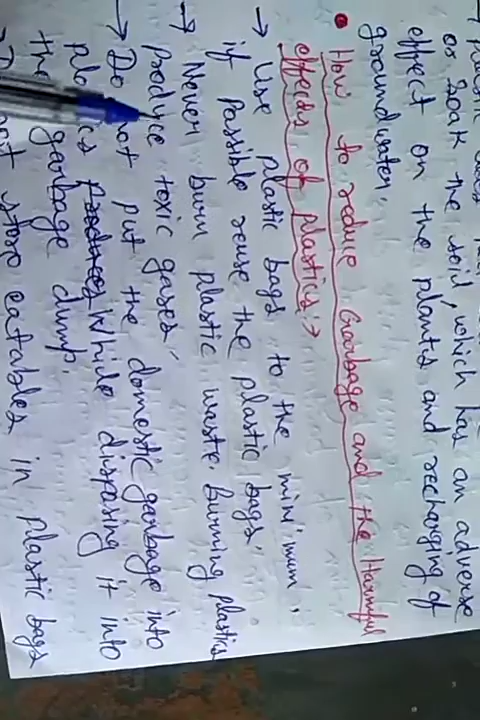 or soak the soil, which has an adverse
effect on the plants and recharging of
groundwater.
• How to reduce Garbage and the Harmful
effects of plastics :→
→ Use plastic bags to the minimum.
if possible reuse the plastic bags.
→ Never burn plastic waste. Burning plastics
produce toxic gases.
→ Do not put the domestic garbage into
while disposing it into
the garbage dump.
store eatables in plastic bags